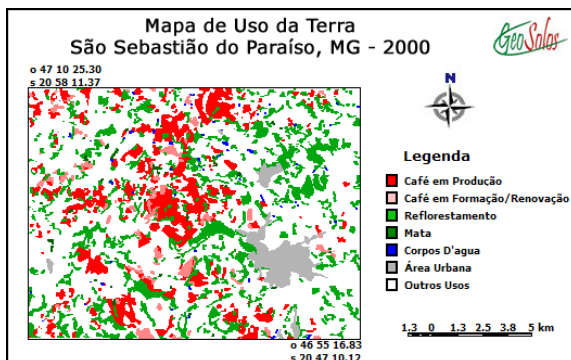 Mapa de Uso da Terra
São Sebastião do Paraíso, MG - 2000
GeoSolos
o 47 10 25.30
s 20 58 11.37
N
Legenda
Café em Produção
Café em Formação/Renovação
Reflorestamento
Mata
Corpos D'agua
Área Urbana
Outros Usos
o 46 55 16.83
s 20 47 10.12
1.3 0 1.3 2.5 3.8 5 km